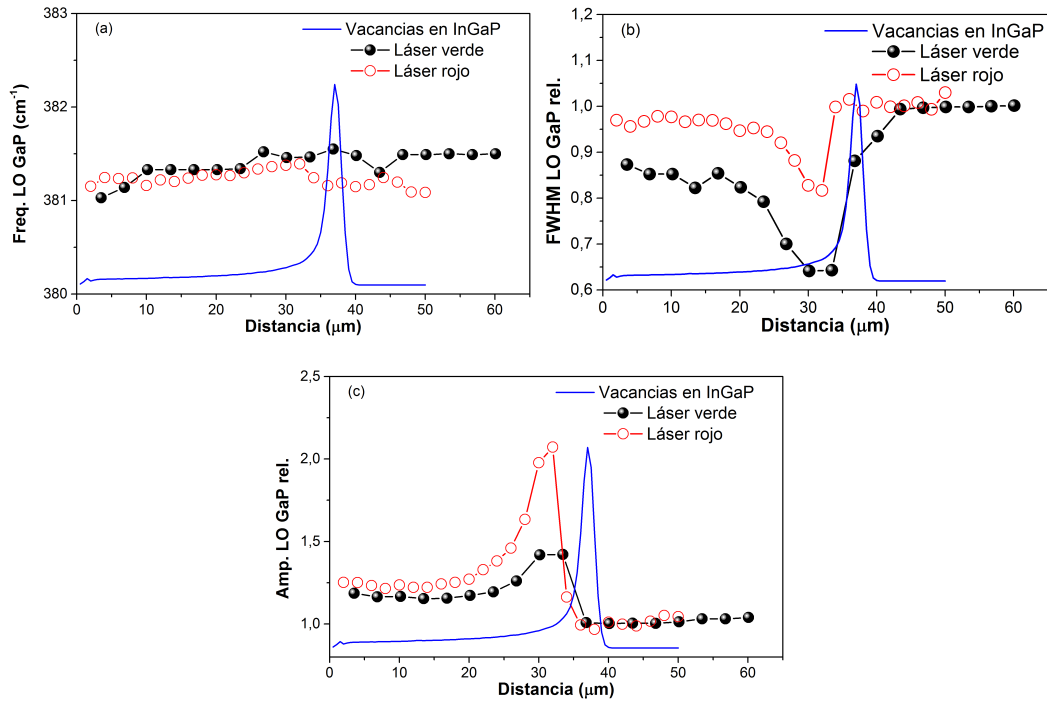 (a)
Vacancias en InGaP
Láser verde
Láser rojo
383
382
381
380
0 10 20 30 40 50 60
Freq. LO GaP (cm-1)
Distancia (μm)
(b)
Vacancias en InGaP
Láser verde
Láser rojo
1,2
1,1
1,0
0,9
0,8
0,7
0,6
0 10 20 30 40 50 60
FWHM LO GaP rel.
Distancia (μm)
(c)
Vacancias en InGaP
Láser verde
Láser rojo
2,5
2,0
1,5
1,0
0 10 20 30 40 50 60
Amp. LO GaP rel.
Distancia (μm)